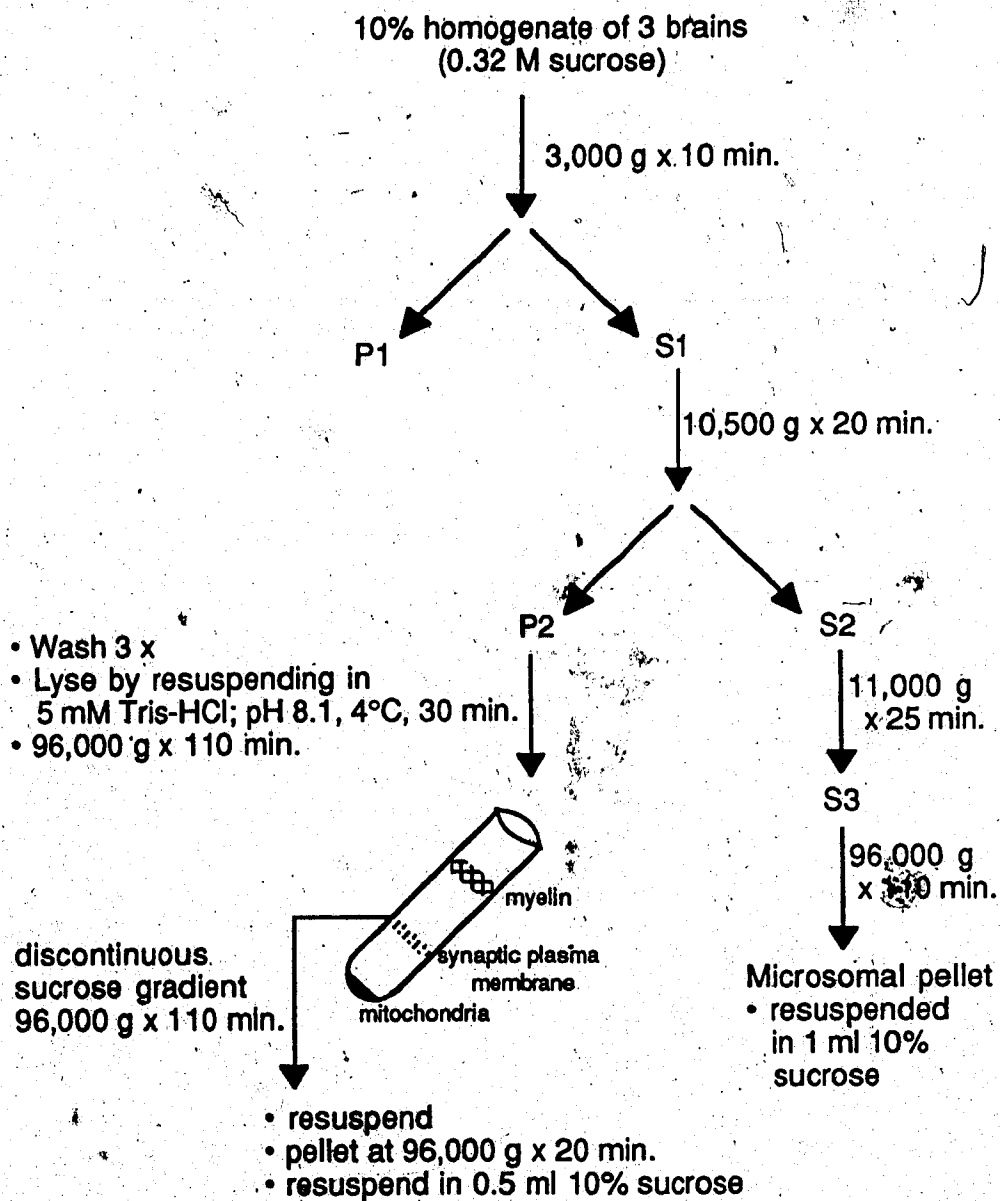 10% homogenate of 3 brains
(0.32 M sucrose)
3,000 g x 10 min.
P1
S1
10,500 g x 20 min.
P2
S2
• Wash 3 x
• Lyse by resuspending in
5 mM Tris-HCl; pH 8.1, 4°C, 30 min.
• 96,000 g x 110 min.
11,000 g
x 25 min.
S3
96,000 g
x 110 min.
myelin
synaptic plasma
membrane
mitochondria
discontinuous
sucrose gradient
96,000 g x 110 min.
Microsomal pellet
• resuspended
in 1 ml 10%
sucrose
• resuspend
• pellet at 96,000 g x 20 min.
• resuspend in 0.5 ml 10% sucrose